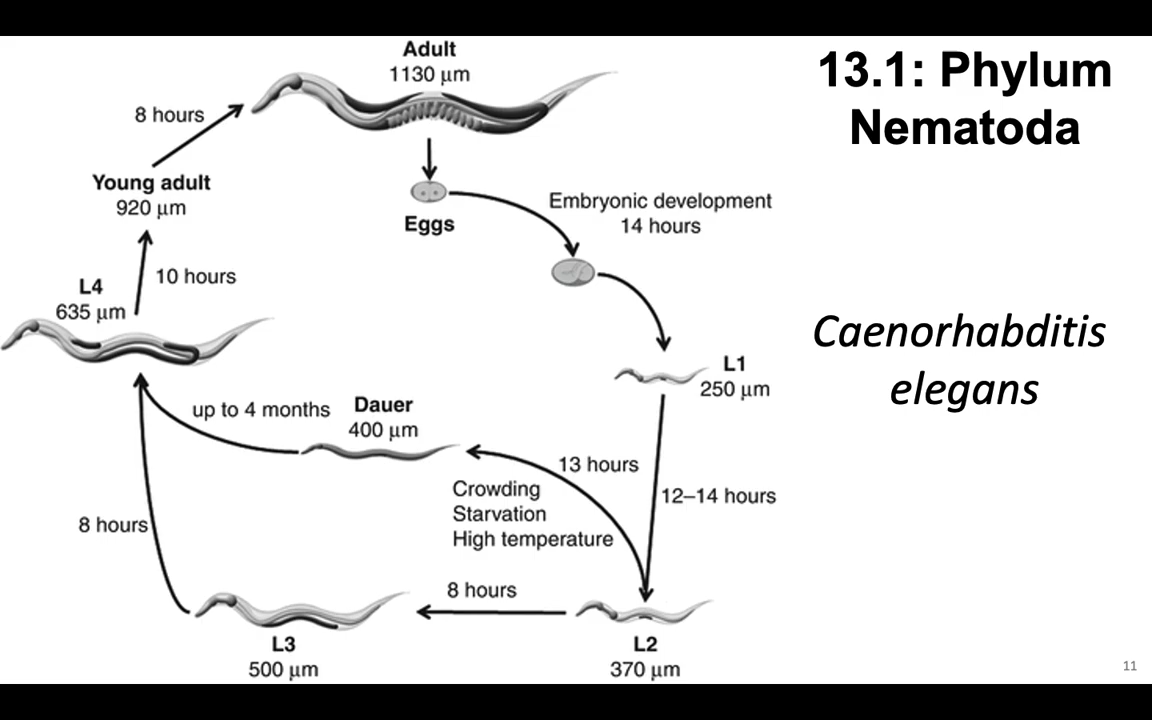 13.1: Phylum
Nematoda
Caenorhabditis
elegans
Adult
1130 μm
8 hours
Young adult
920 μm
Eggs
Embryonic development
14 hours
10 hours
L4
635 μm
L1
250 μm
up to 4 months
Dauer
400 μm
13 hours
Crowding
Starvation
High temperature
12–14 hours
8 hours
8 hours
L3
500 μm
L2
370 μm
11